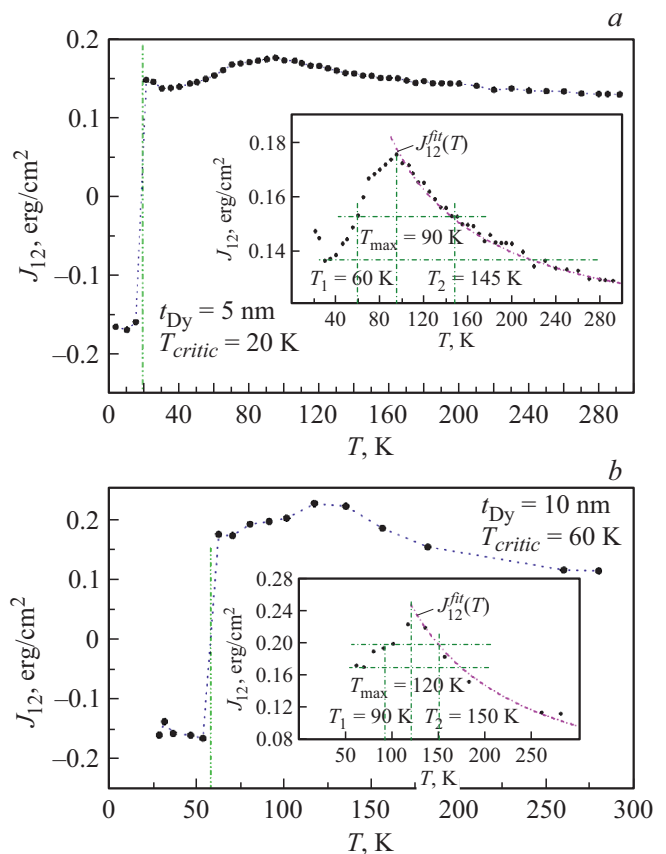 a
0.2
0.1
0
–0.1
–0.2
J12, erg/cm2
0.18
0.16
0.14
J12, erg/cm2
J12fit(T)
Tmax = 90 K
T1 = 60 K
T2 = 145 K
40 80 120 160 200 240 280
T, K
tDy = 5 nm
Tcritic = 20 K
0 40 80 120 160 200 240 280
T, K
b
0.2
0.1
0
–0.1
–0.2
J12, erg/cm2
tDy = 10 nm
Tcritic = 60 K
0.28
0.24
0.20
0.16
0.12
0.08
J12, erg/cm2
J12fit(T)
Tmax = 120 K
T1 = 90 K
T2 = 150 K
50 100 150 200 250
T, K
0 50 100 150 200 250 300
T, K